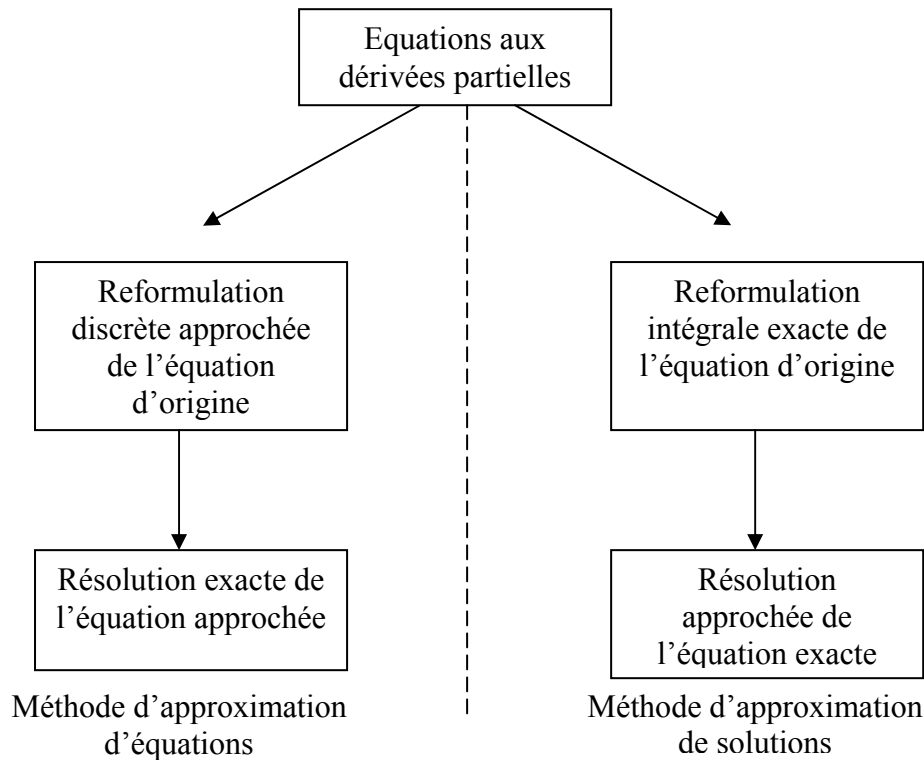 Equations aux
dérivées partielles
Reformulation
discrète approchée
de l’équation
d’origine
Reformulation
intégrale exacte de
l’équation d’origine
Résolution exacte de
l’équation approchée
Résolution
approchée de
l’équation exacte
Méthode d’approximation
d’équations
Méthode d’approximation
de solutions